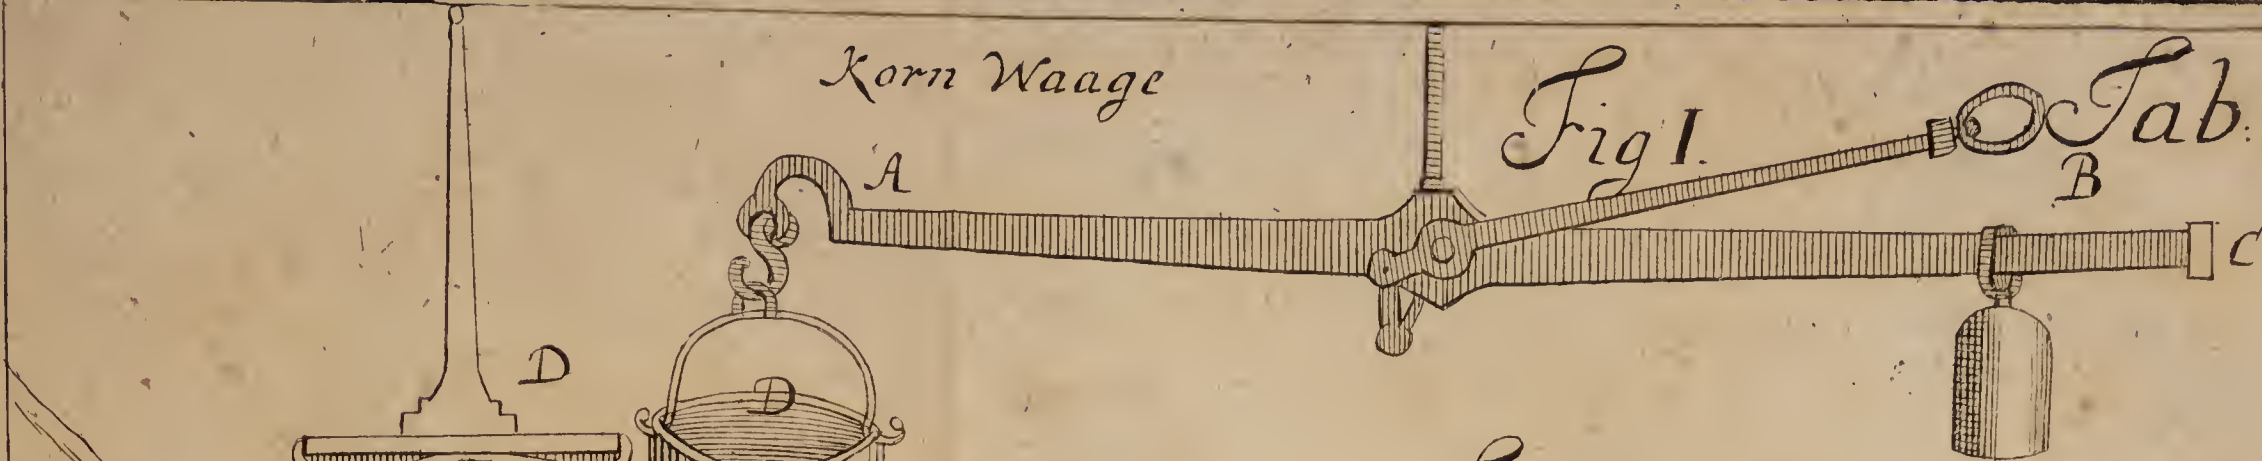 Korn Waage
Fig I.
Tab.
A
B
C
D
D